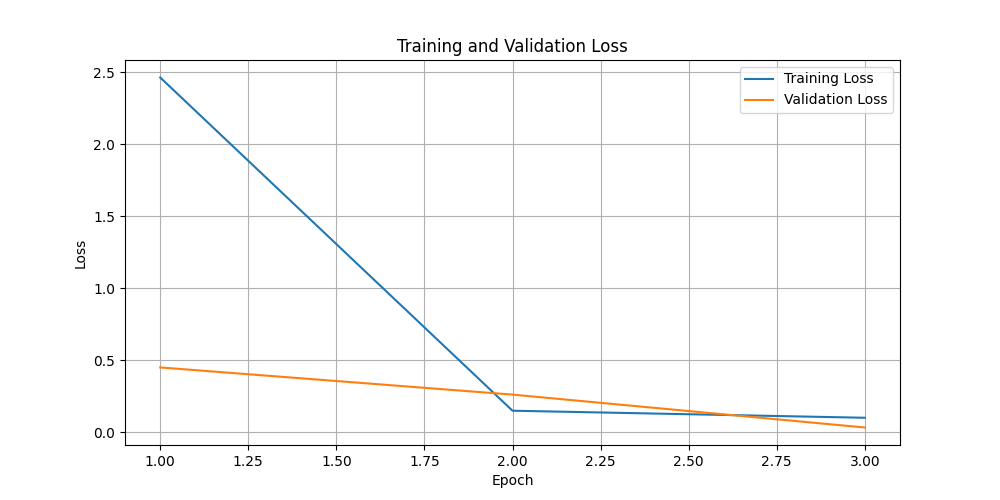 Training and Validation Loss
Training Loss
Validation Loss
2.5
2.0
1.5
1.0
0.5
0.0
Loss
1.00 1.25 1.50 1.75 2.00 2.25 2.50 2.75 3.00
Epoch